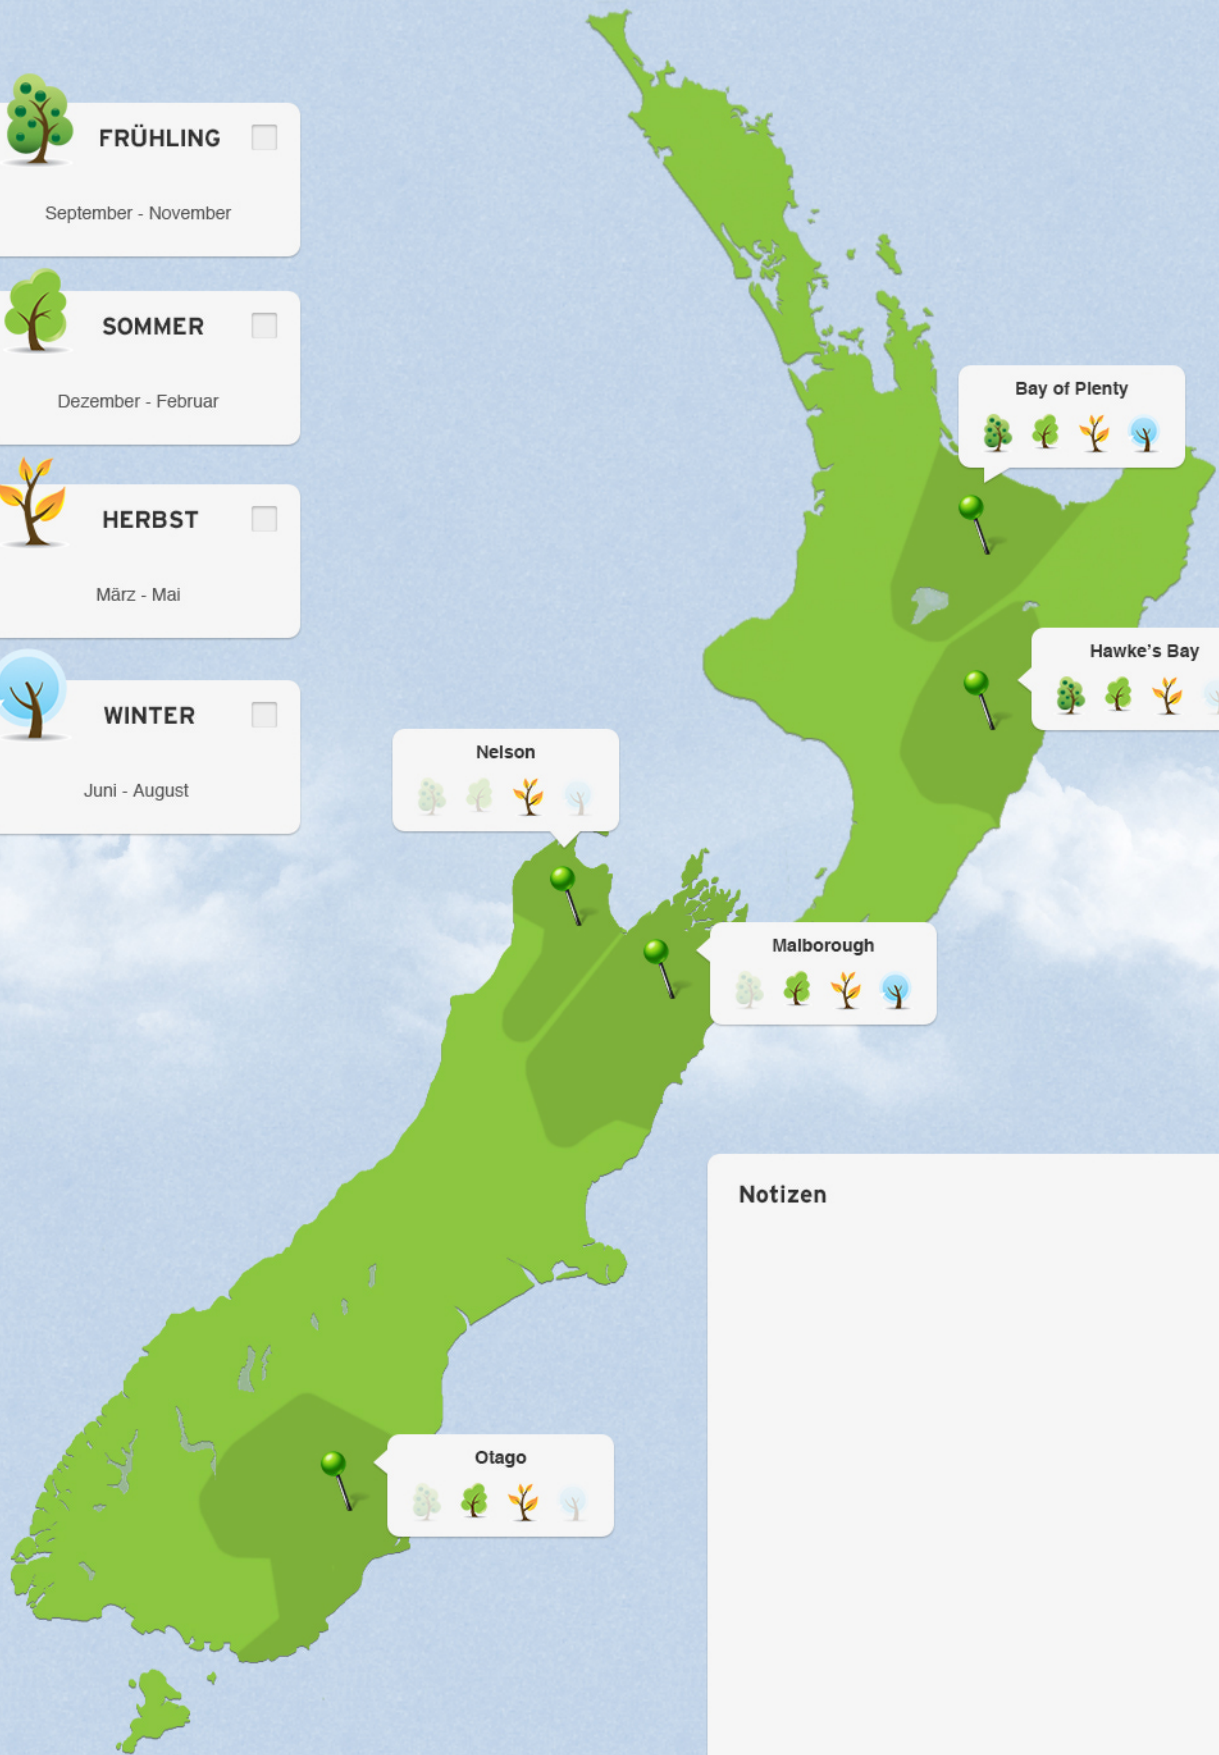 FRÜHLING
September - November
SOMMER
Dezember - Februar
HERBST
März - Mai
WINTER
Juni - August
Bay of Plenty
Hawke’s Bay
Nelson
Malborough
Notizen
Otago